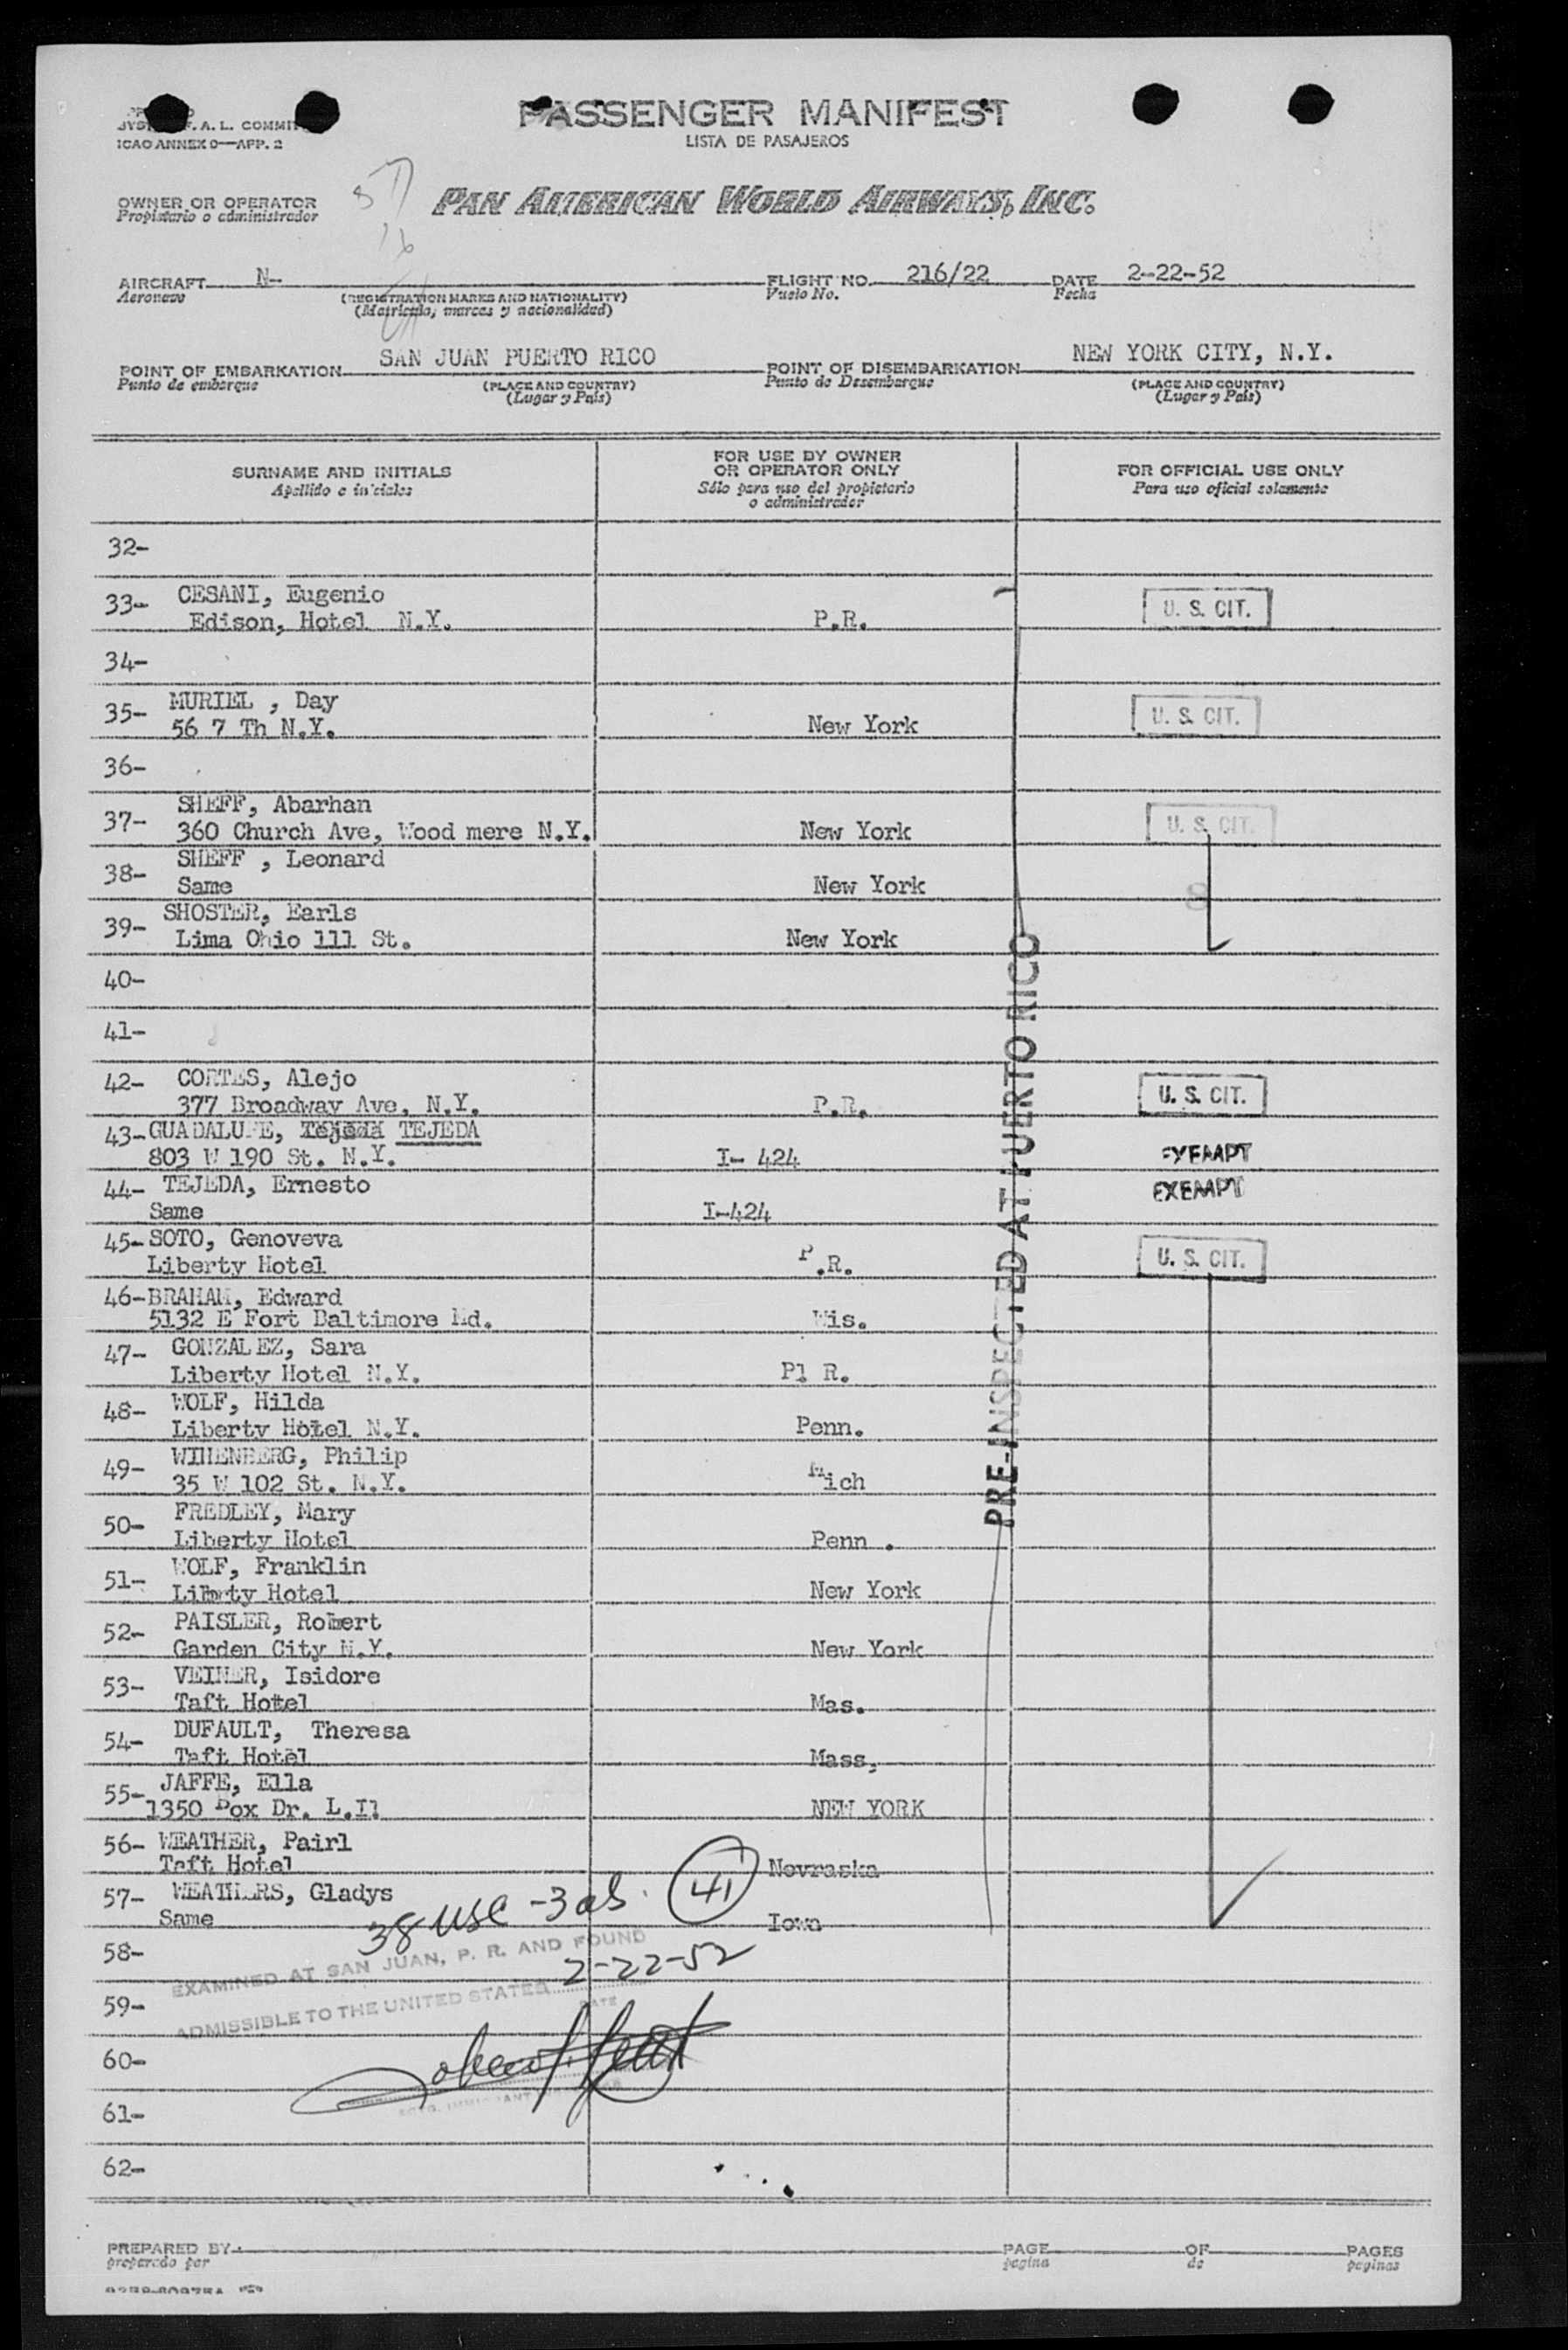 JYS F.A.L. COMMIT
ICAO ANNEX 9—APP. 2
PASSENGER MANIFEST
LISTA DE PASAJEROS
OWNER OR OPERATOR
Propietario o administrador
PAN AMERICAN WORLD AIRWAYS, INC.
AIRCRAFT N- FLIGHT NO. 216/22 DATE 2-22-52
Aeronave (REGISTRATION MARKS AND NATIONALITY) Vuelo No. Fecha
(Matricula, marcas y nacionalidad)
POINT OF EMBARKATION SAN JUAN PUERTO RICO POINT OF DISEMBARKATION NEW YORK CITY, N.Y.
Punto de embarque (PLACE AND COUNTRY) Punto de Desembarque (PLACE AND COUNTRY)
(Lugar y País) (Lugar y País)
SURNAME AND INITIALS FOR USE BY OWNER OR OPERATOR ONLY FOR OFFICIAL USE ONLY
Apellido e iniciales Sólo para uso del propietario o administrador Para uso oficial solamente
32-
33- CESANI, Eugenio U. S. CIT.
Edison, Hotel N.Y. P.R.
34-
35- MURIEL , Day U. S. CIT.
56 7 Th N.Y. New York
36-
37- SHEFF, Abarhan U. S. CIT.
360 Church Ave, Wood mere N.Y. New York
38- SHEFF , Leonard
Same New York 8
39- SHOSTER, Earls
Lima Ohio 111 St. New York
40-
41-
42- CORTES, Alejo U. S. CIT.
377 Broadway Ave, N.Y. P.R.
43- GUADALUPE, Tejeda TEJEDA EXEMPT
803 W 190 St. N.Y. I- 424
44- TEJEDA, Ernesto EXEMPT
Same I-424
45- SOTO, Genoveva U. S. CIT.
Liberty Hotel P.R.
46- BRAHAM, Edward
5132 E Fort Baltimore Md. Wis.
47- GONZALEZ, Sara
Liberty Hotel N.Y. Pl R.
48- WOLF, Hilda
Liberty Hotel N.Y. Penn.
49- WIHENBERG, Philip
35 W 102 St. N.Y. Mich
50- FREDLEY, Mary
Liberty Hotel Penn .
51- WOLF, Franklin
Libwty Hotel New York
52- PAISLER, Robert
Garden City N.Y. New York
53- VEINER, Isidore
Taft Hotel Mas.
54- DUFAULT, Theresa
Taft Hotel Mass,
55- JAFFE, Ella
1350 Dox Dr. L.Il NEW YORK
56- WEATHER, Pairl
Taft Hotel Nevraska
57- WEATHERS, Gladys
Same Iowa
PRE-INSPECTED AT PUERTO RICO
38 USC - 3 als. 41
58-
EXAMINED AT SAN JUAN, P. R. AND FOUND
59-
ADMISSIBLE TO THE UNITED STATES 2-22-52
DATE
60-
61-
62-
PREPARED BY PAGE OF PAGES
preparado por pagina de paginas